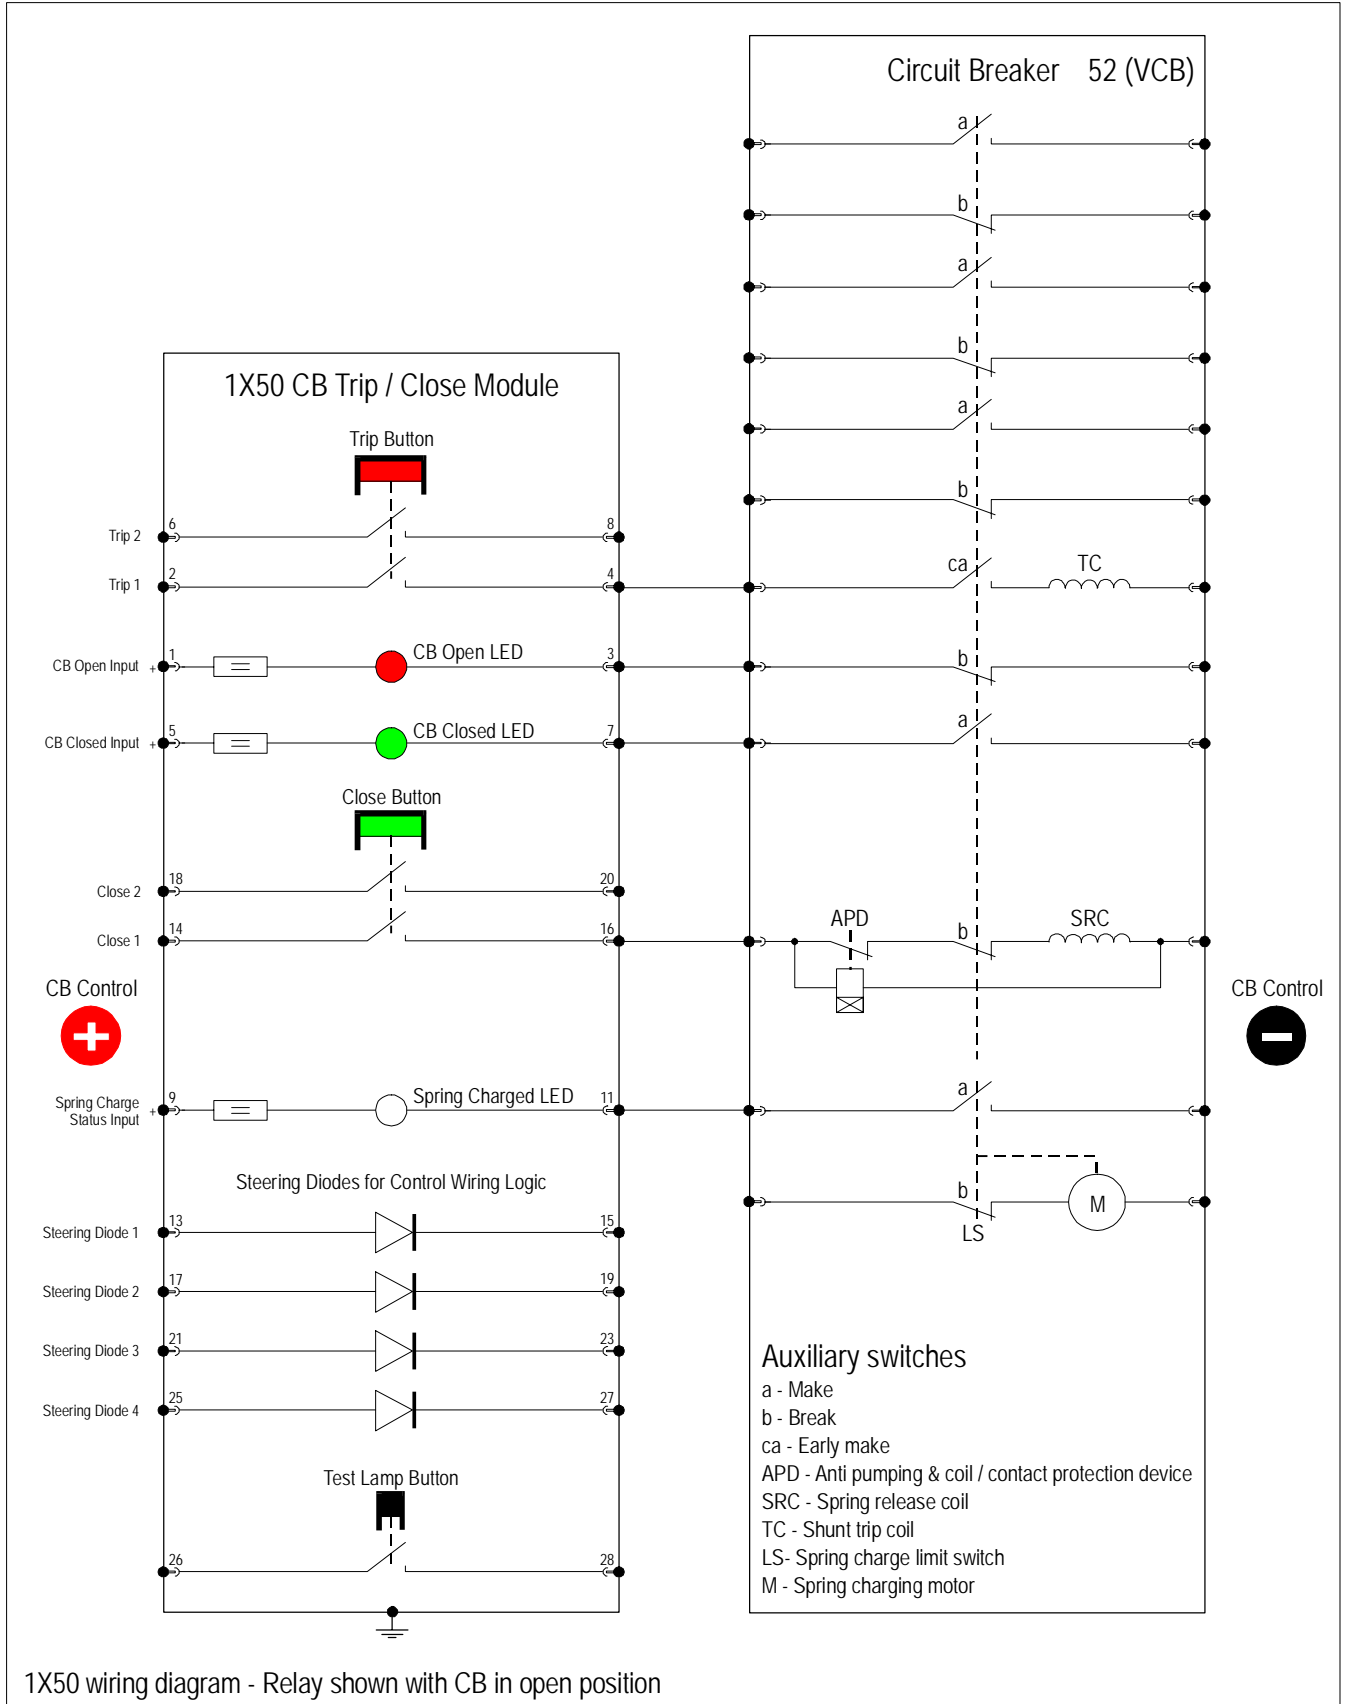 Circuit Breaker 52 (VCB)
a
b
a
b
a
b
1X50 CB Trip / Close Module
Trip Button
Trip 2 6 8
Trip 1 2 4 ca TC
CB Open Input + 1 CB Open LED 3 b
CB Closed Input + 5 CB Closed LED 7 a
Close Button
Close 2 18 20
Close 1 14 16 APD b SRC
CB Control
CB Control
Spring Charge
Status Input + 9 Spring Charged LED 11 a
Steering Diodes for Control Wiring Logic
b M
LS
Steering Diode 1 13 15
Steering Diode 2 17 19
Steering Diode 3 21 23
Steering Diode 4 25 27
Test Lamp Button
26 28
Auxiliary switches
a - Make
b - Break
ca - Early make
APD - Anti pumping & coil / contact protection device
SRC - Spring release coil
TC - Shunt trip coil
LS- Spring charge limit switch
M - Spring charging motor
1X50 wiring diagram - Relay shown with CB in open position